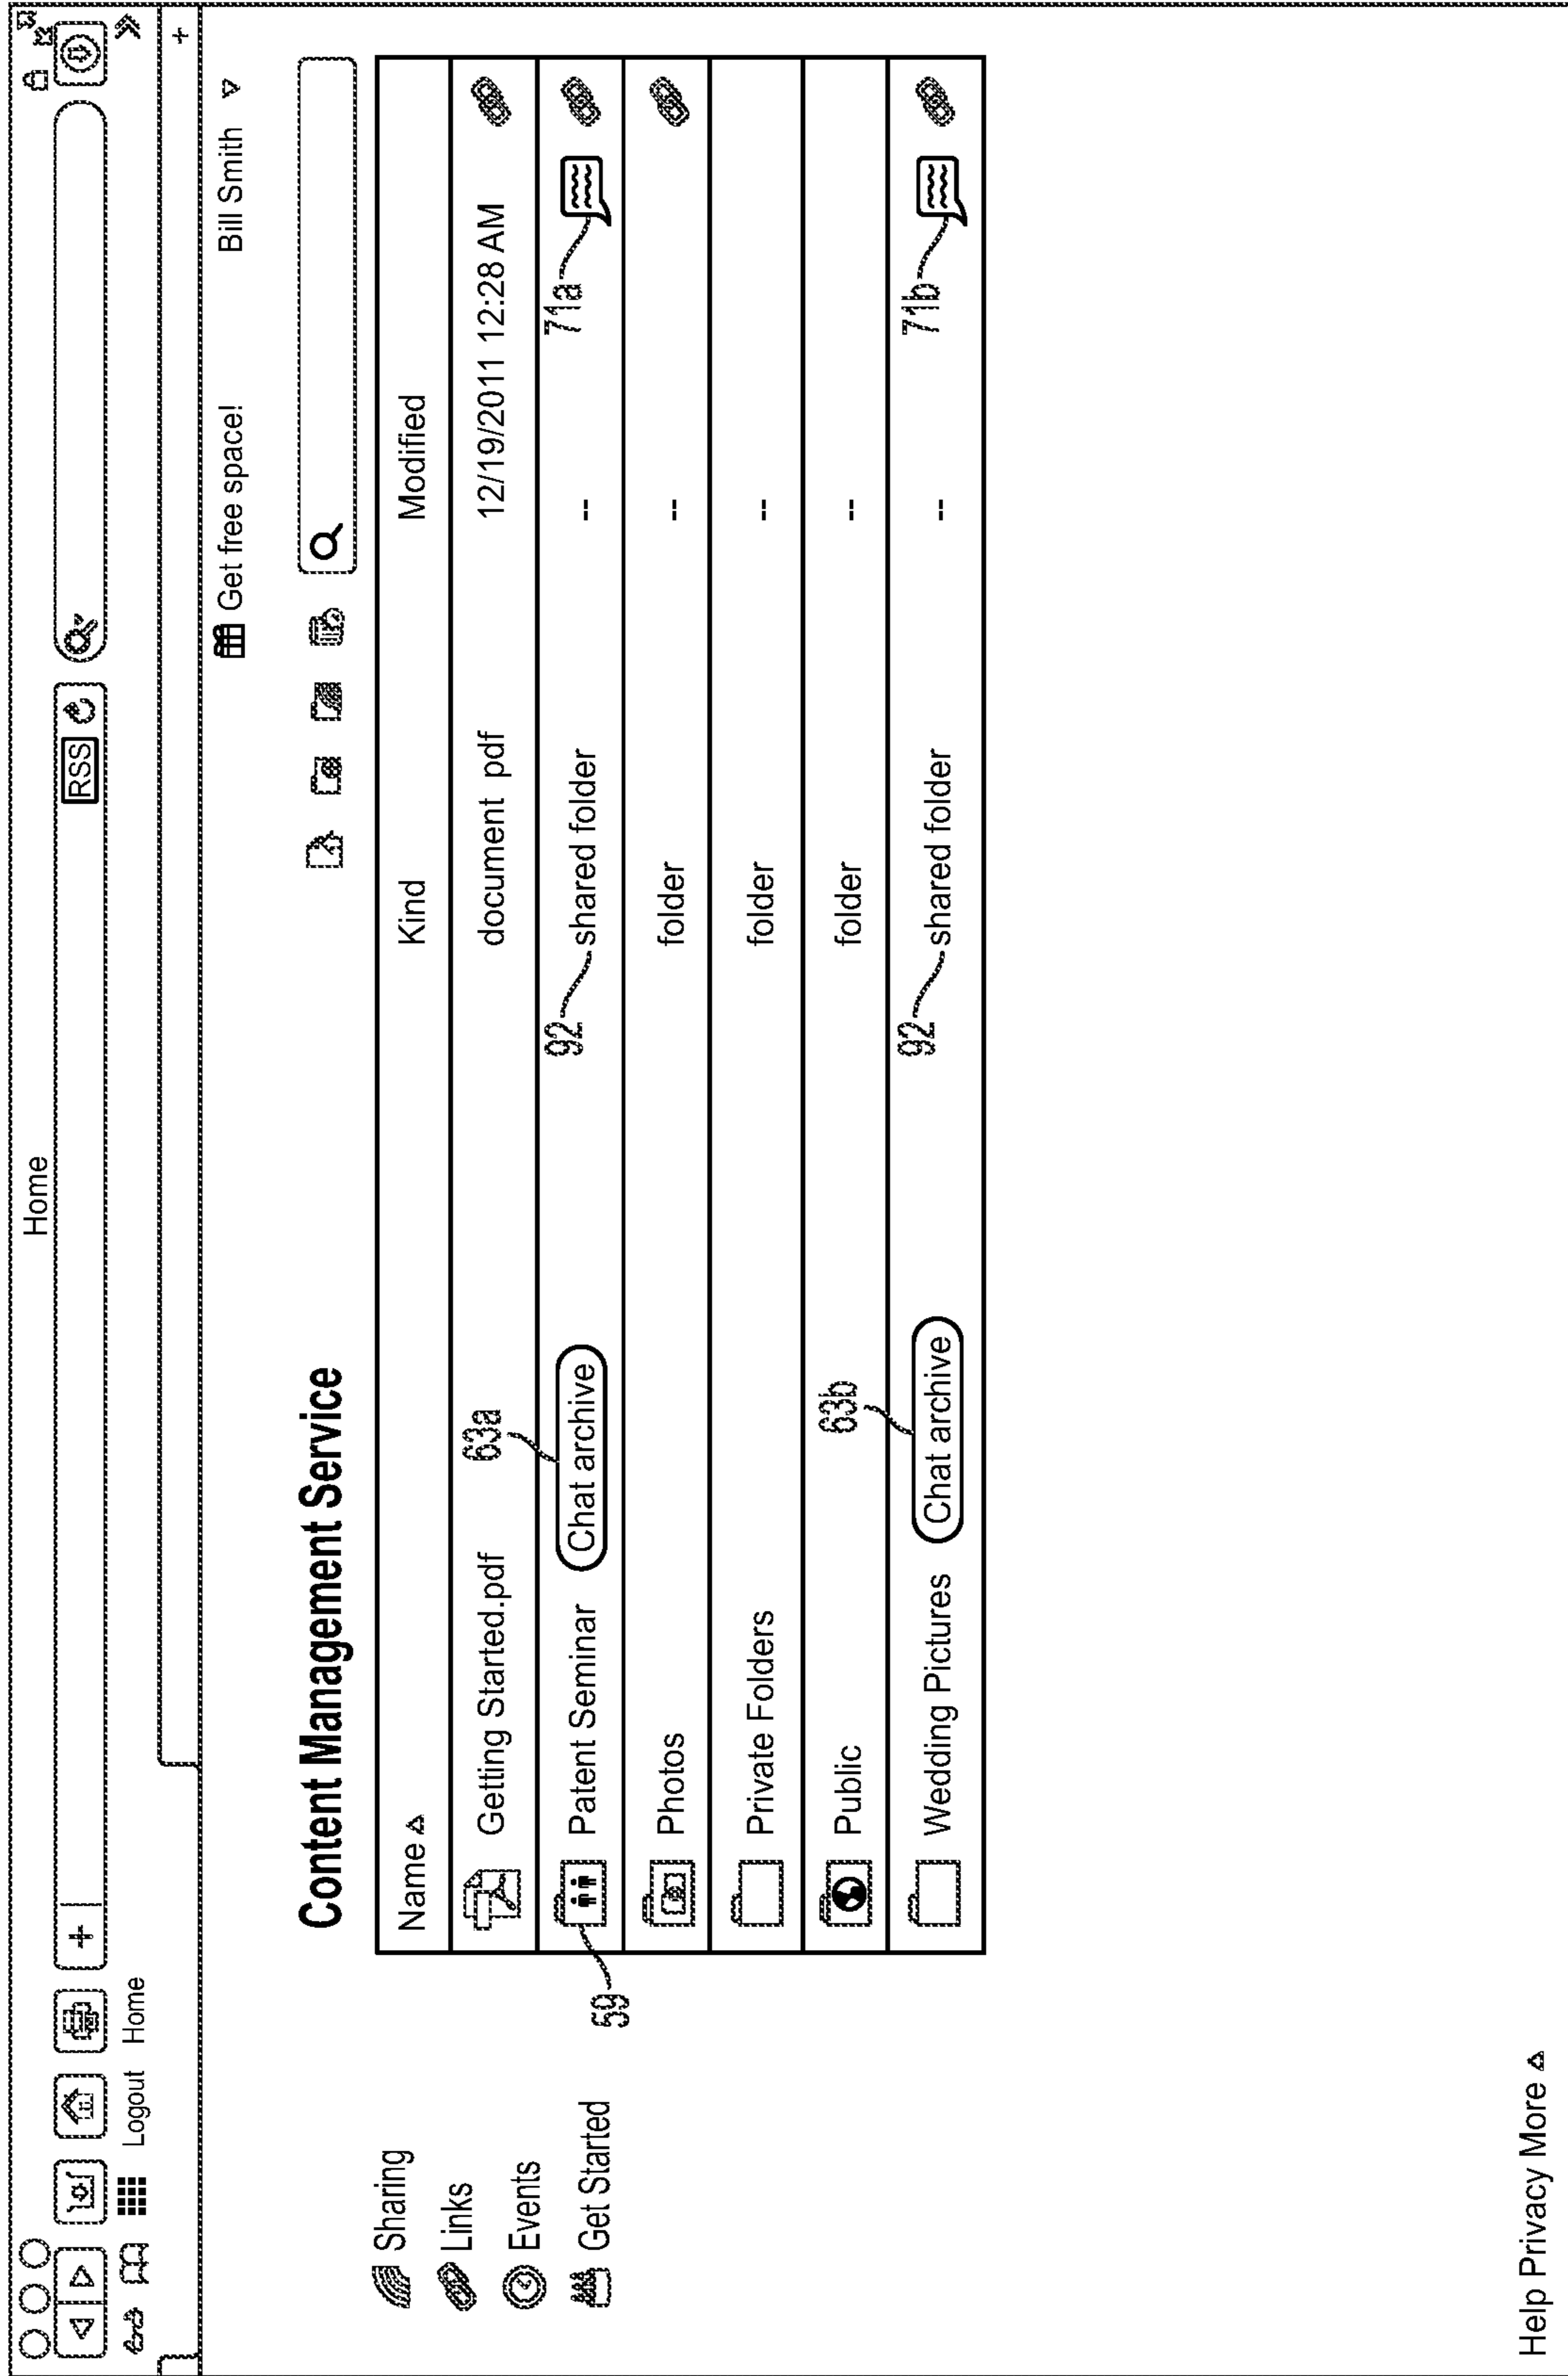 Home
RSS
Logout Home
+
Get free space! Bill Smith
Content Management Service
Sharing
Links
Events
Get Started
Name Kind Modified
Getting Started.pdf document pdf 12/19/2011 12:28 AM
63a
Patent Seminar Chat archive 92 shared folder -- 71a
59
Photos folder --
Private Folders folder --
Public folder --
63b
Wedding Pictures Chat archive 92 shared folder -- 71b
Help Privacy More